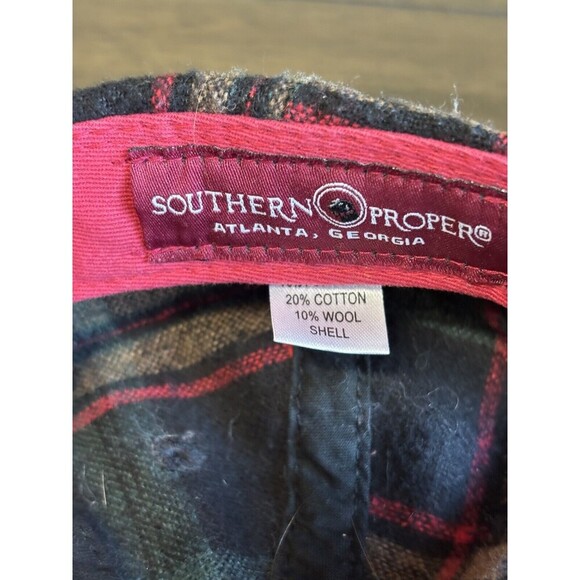 SOUTHERN PROPER®
ATLANTA, GEORGIA
20% COTTON
10% WOOL
SHELL